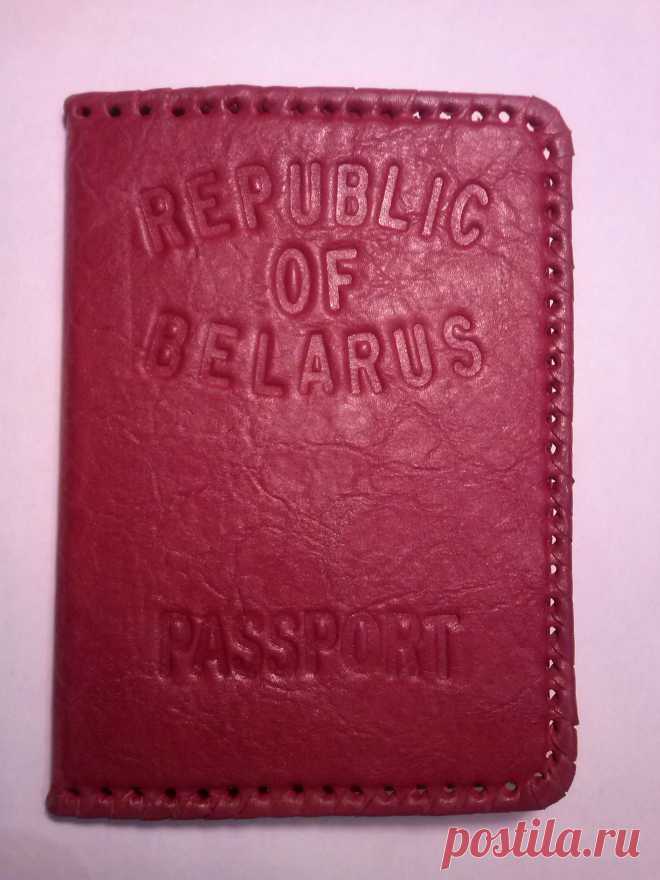 REPUBLIC
OF
BELARUS
PASSPORT
postila.ru